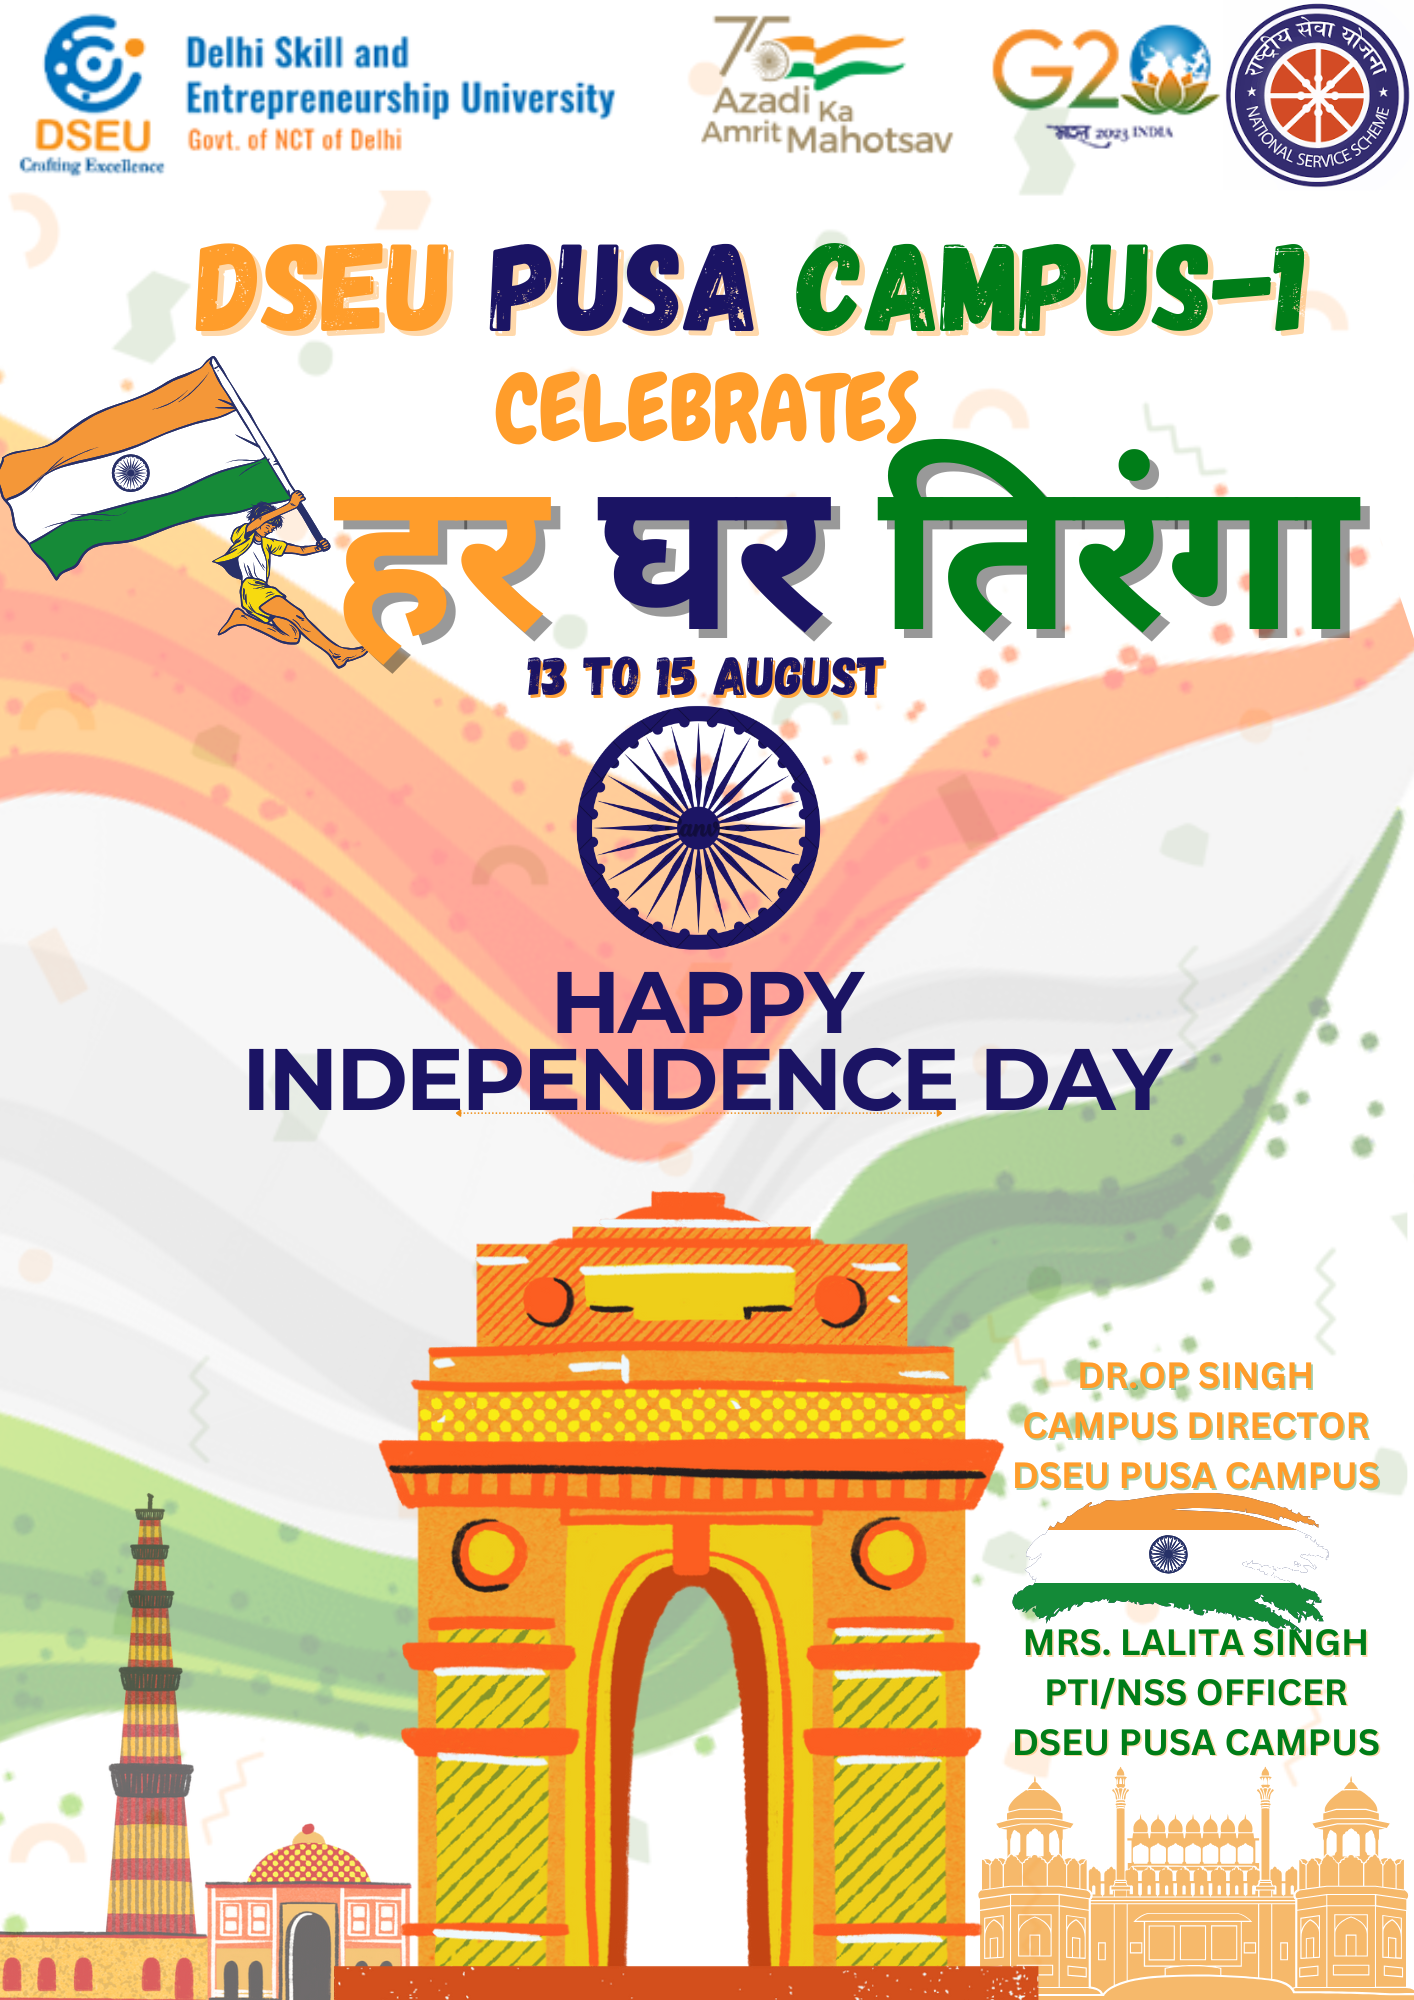 DSEU
Crafting Excellence
Delhi Skill and
Entrepreneurship University
Govt. of NCT of Delhi
75
Azadi Ka
Amrit Mahotsav
G20
भारत 2023 INDIA
राष्ट्रीय सेवा योजना
NATIONAL SERVICE SCHEME
DSEU PUSA CAMPUS-1
CELEBRATES
हर घर तिरंगा
13 TO 15 AUGUST
HAPPY
INDEPENDENCE DAY
DR.OP SINGH
CAMPUS DIRECTOR
DSEU PUSA CAMPUS
MRS. LALITA SINGH
PTI/NSS OFFICER
DSEU PUSA CAMPUS